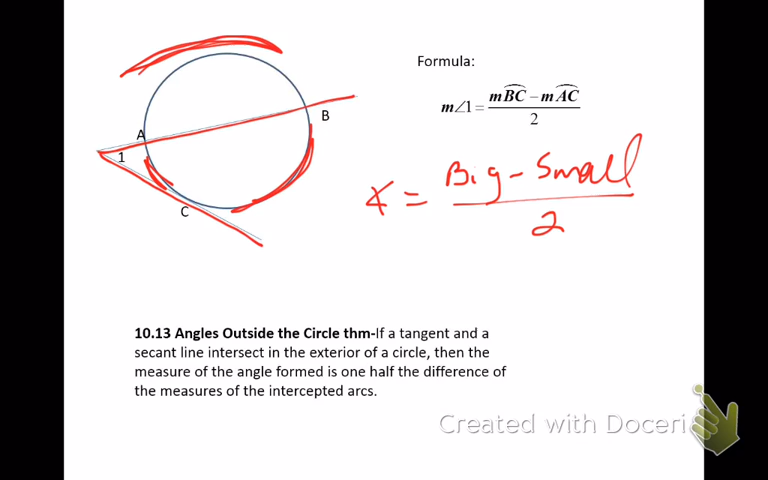 Formula:
m∠1 = mBC – mAC
2
A
B
1
C
∡ = Big - Small
2
10.13 Angles Outside the Circle thm-If a tangent and a
secant line intersect in the exterior of a circle, then the
measure of the angle formed is one half the difference of
the measures of the intercepted arcs.
Created with Doceri